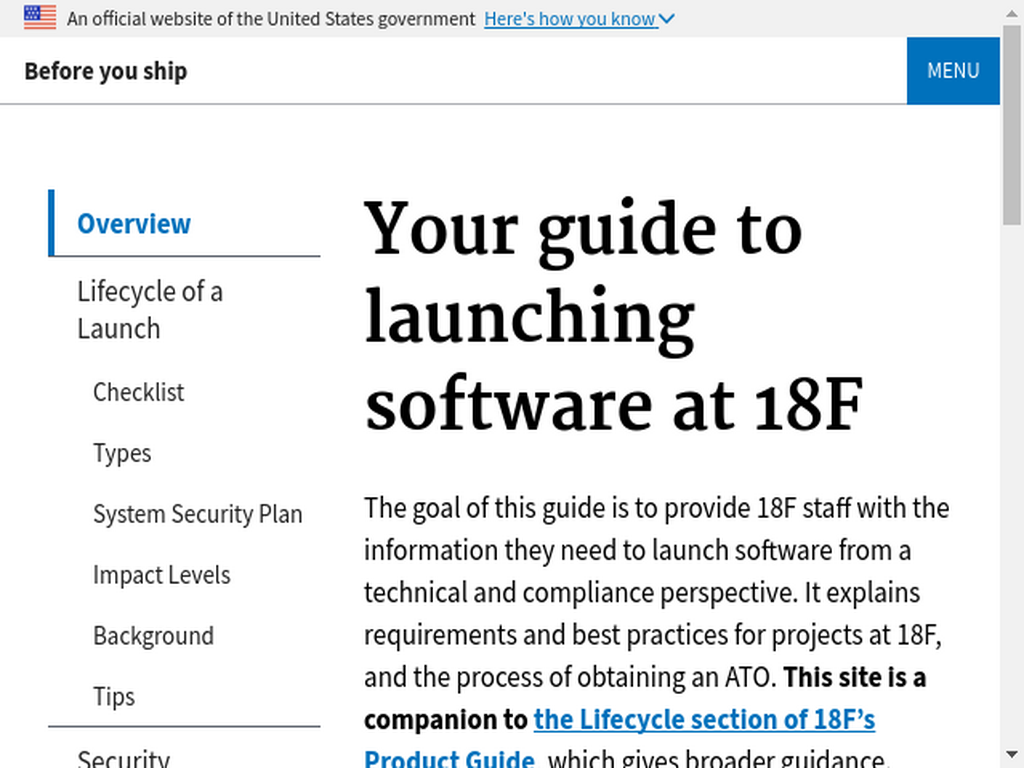 An official website of the United States government Here's how you know
Before you ship
MENU
Overview
Lifecycle of a
Launch
Checklist
Types
System Security Plan
Impact Levels
Background
Tips
Security
Your guide to
launching
software at 18F
The goal of this guide is to provide 18F staff with the
information they need to launch software from a
technical and compliance perspective. It explains
requirements and best practices for projects at 18F,
and the process of obtaining an ATO. This site is a
companion to the Lifecycle section of 18F’s
Product Guide, which gives broader guidance.